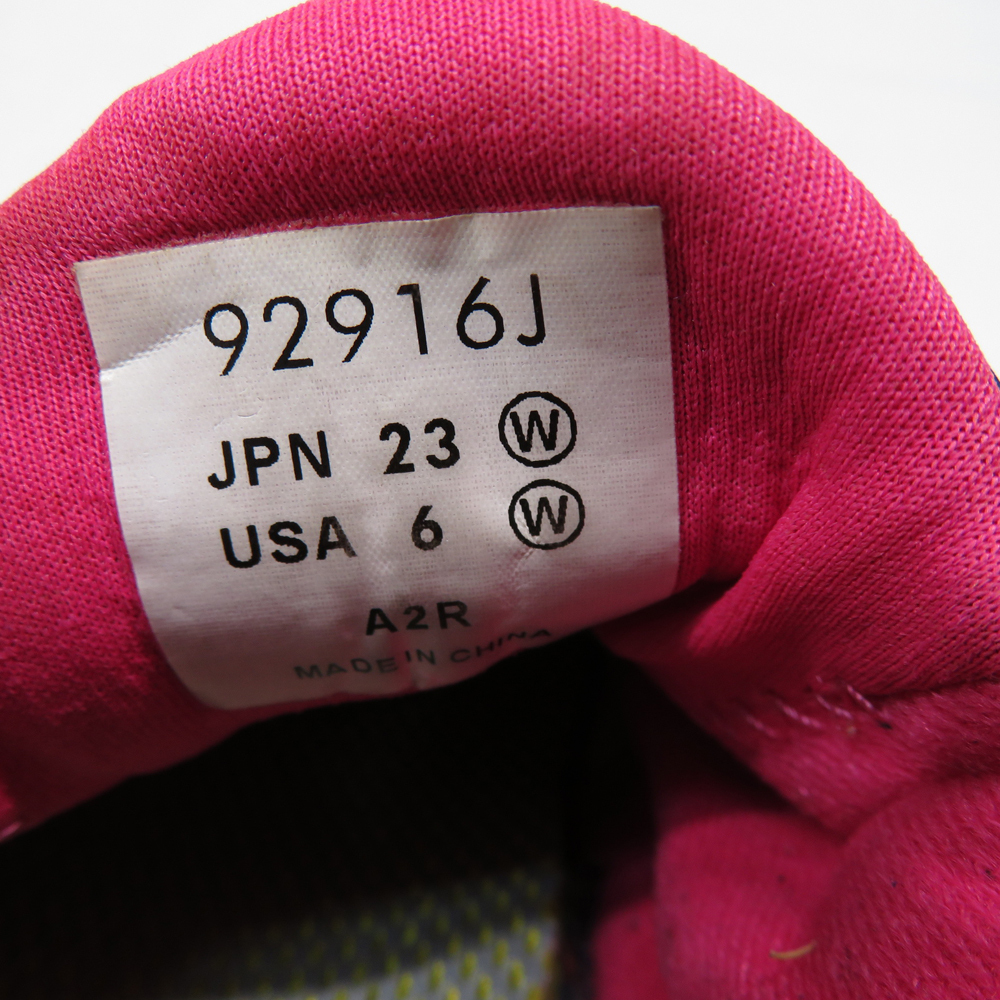 92916J
JPN 23 Ⓦ
USA 6 Ⓦ
A2R
MADE IN CHINA